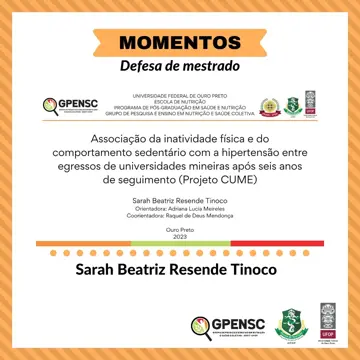 MOMENTOS
Defesa de mestrado
UNIVERSIDADE FEDERAL DE OURO PRETO
ESCOLA DE NUTRIÇÃO
PROGRAMA DE PÓS-GRADUAÇÃO EM SAÚDE E NUTRIÇÃO
GRUPO DE PESQUISA E ENSINO EM NUTRIÇÃO E SAÚDE COLETIVA
GPENSC
Associação da inatividade física e do
comportamento sedentário com a hipertensão entre
egressos de universidades mineiras após seis anos
de seguimento (Projeto CUME)
Sarah Beatriz Resende Tinoco
Orientadora: Adriana Lucia Meireles
Coorientadora: Raquel de Deus Mendonça
Ouro Preto
2023
Sarah Beatriz Resende Tinoco
GPENSC
UFOP